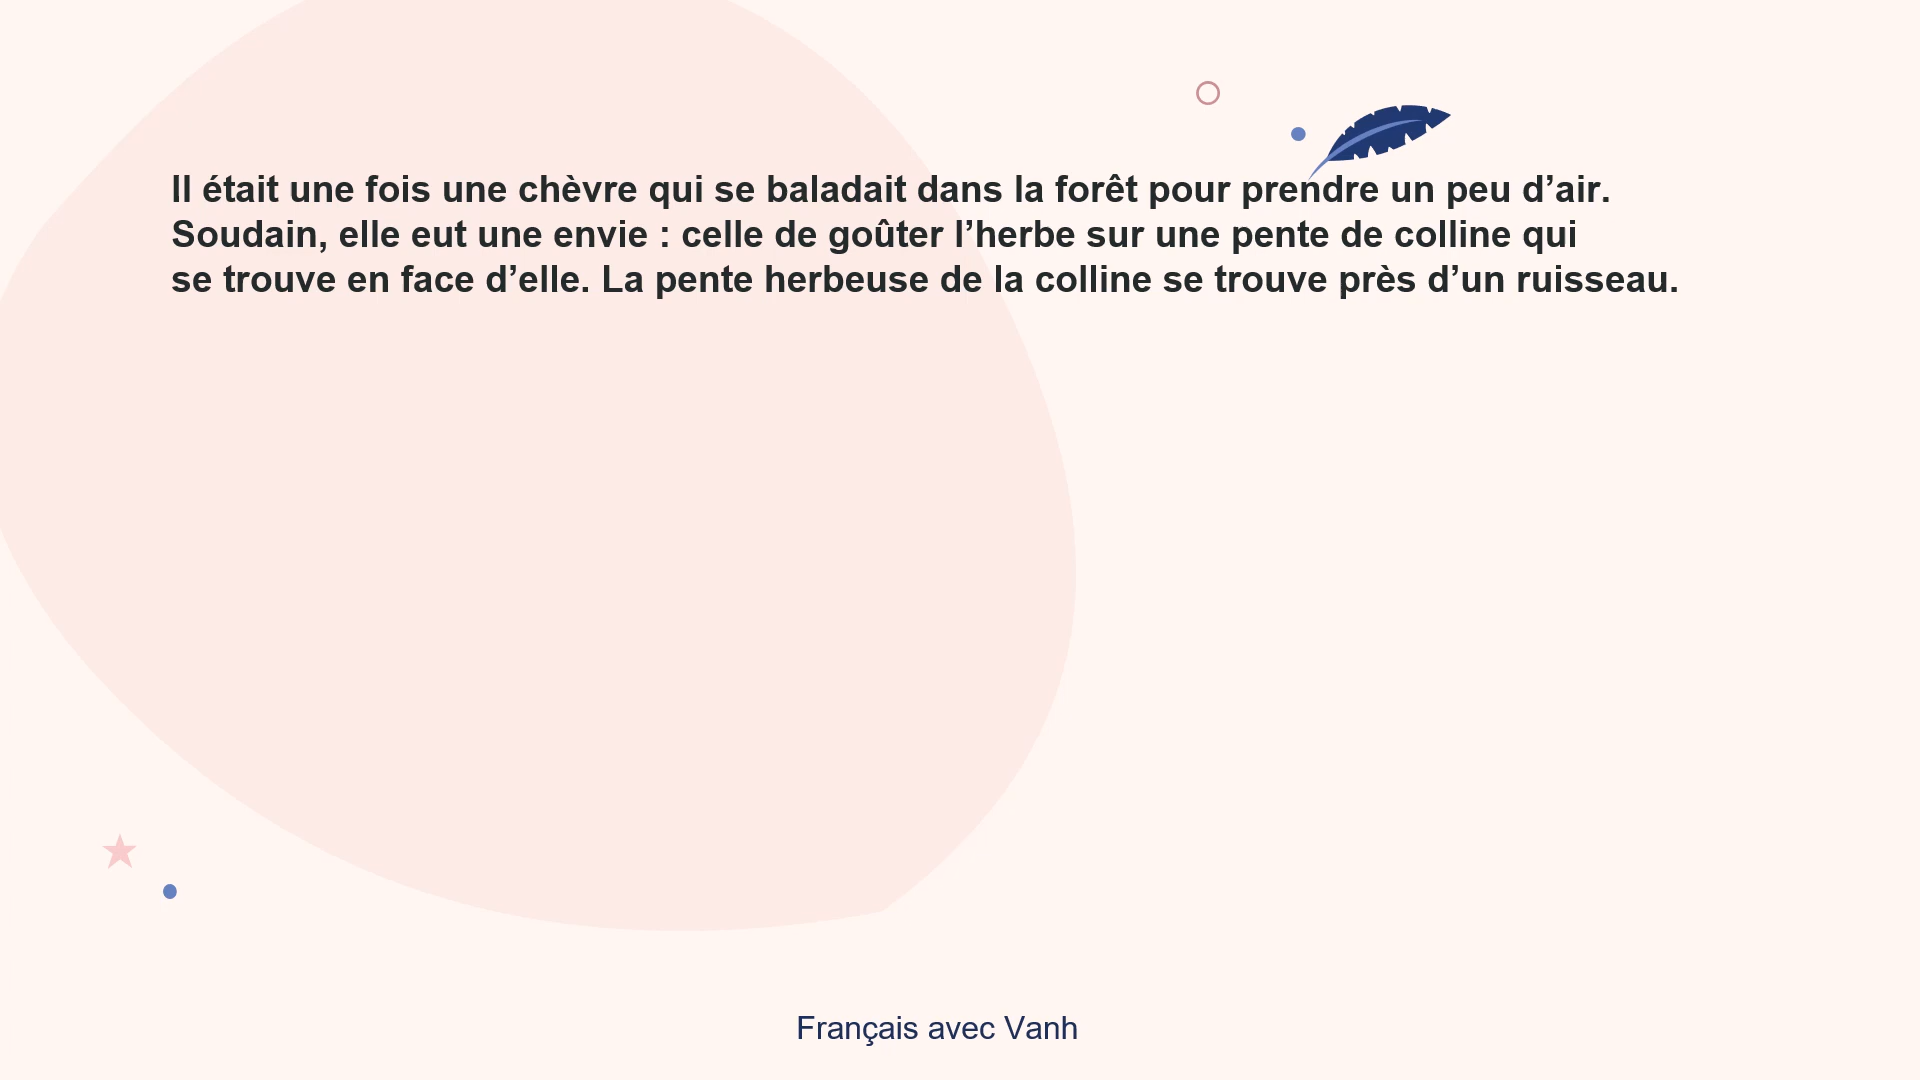 Il était une fois une chèvre qui se baladait dans la forêt pour prendre un peu d’air.
Soudain, elle eut une envie : celle de goûter l’herbe sur une pente de colline qui
se trouve en face d’elle. La pente herbeuse de la colline se trouve près d’un ruisseau.
Français avec Vanh